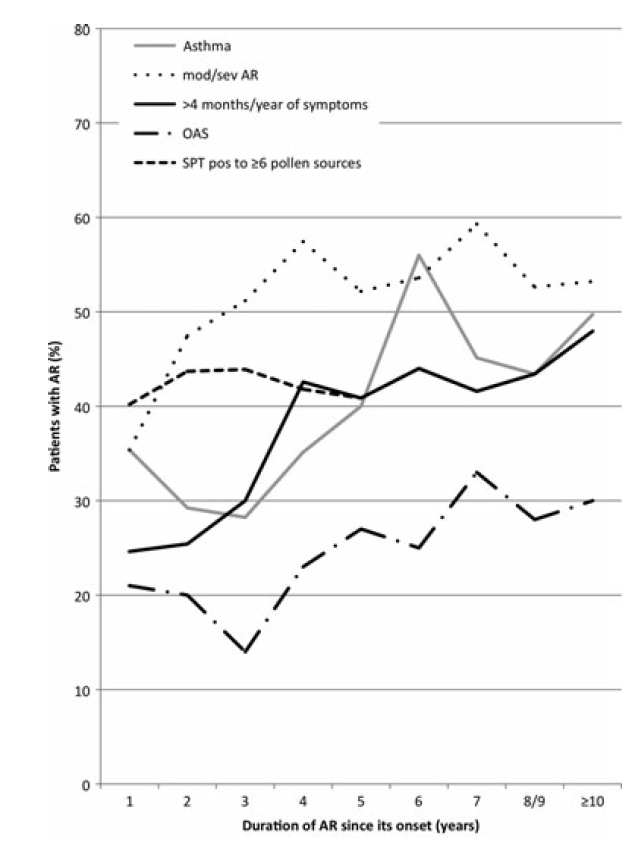 80
Asthma
mod/sev AR
>4 months/year of symptoms
OAS
SPT pos to ≥6 pollen sources
70
60
50
40
30
20
10
0
Patients with AR (%)
1 2 3 4 5 6 7 8/9 ≥10
Duration of AR since its onset (years)